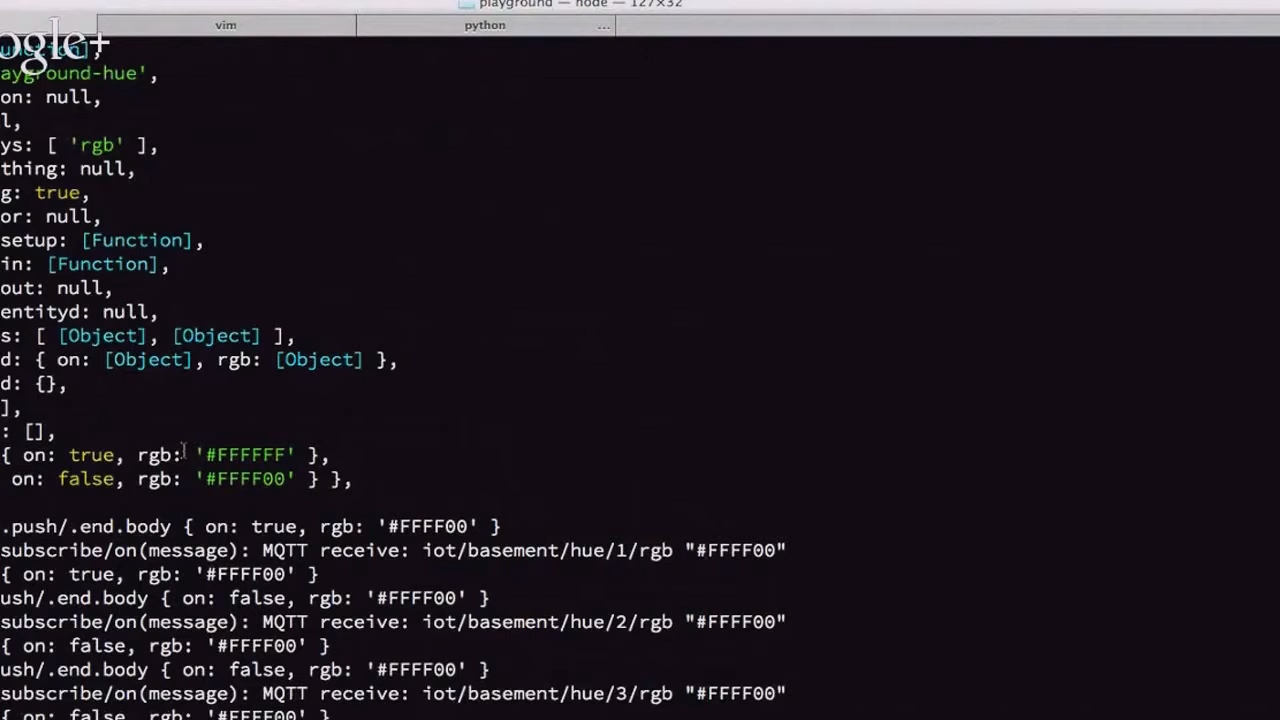 playground — node — 127×32
vim
python
...
ogle+
unction],
ayground-hue',
on: null,
l,
ys: [ 'rgb' ],
thing: null,
g: true,
or: null,
setup: [Function],
in: [Function],
out: null,
entityd: null,
s: [ [Object], [Object] ],
d: { on: [Object], rgb: [Object] },
d: {},
],
: [],
{ on: true, rgb: '#FFFFFF' },
on: false, rgb: '#FFFF00' } },
.push/.end.body { on: true, rgb: '#FFFF00' }
subscribe/on(message): MQTT receive: iot/basement/hue/1/rgb "#FFFF00"
{ on: true, rgb: '#FFFF00' }
ush/.end.body { on: false, rgb: '#FFFF00' }
subscribe/on(message): MQTT receive: iot/basement/hue/2/rgb "#FFFF00"
{ on: false, rgb: '#FFFF00' }
ush/.end.body { on: false, rgb: '#FFFF00' }
subscribe/on(message): MQTT receive: iot/basement/hue/3/rgb "#FFFF00"
{ on: false, rgb: '#FFFF00' }